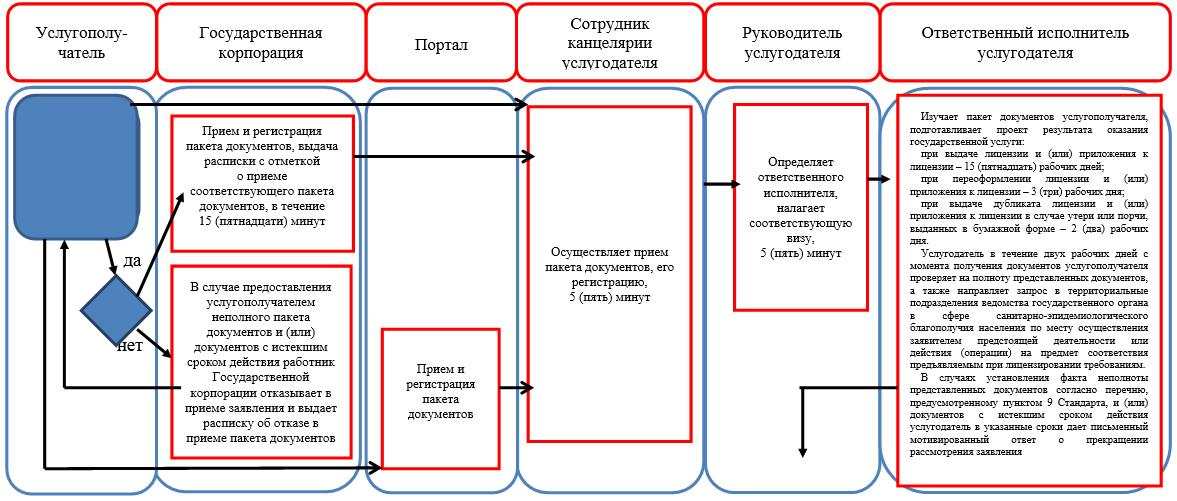 Услугополу-
чатель
Государственная
корпорация
Портал
Сотрудник
канцелярии
услугодателя
Руководитель
услугодателя
Ответственный исполнитель
услугодателя
да
нет
Прием и регистрация
пакета документов, выдача
расписки с отметкой
о приеме
соответствующего пакета
документов, в течение
15 (пятнадцати) минут
В случае предоставления
услугополучателем
неполного пакета
документов и (или)
документов с истекшим
сроком действия работник
Государственной
корпорации отказывает в
приеме заявления и выдает
расписку об отказе в
приеме пакета документов
Прием и
регистрация
пакета
документов
Осуществляет прием
пакета документов, его
регистрацию,
5 (пять) минут
Определяет
ответственного
исполнителя,
налагает
соответствующую
визу,
5 (пять) минут
Изучает пакет документов услугополучателя,
подготавливает проект результата оказания
государственной услуги:
при выдаче лицензии и (или) приложения к
лицензии – 15 (пятнадцать) рабочих дней;
при переоформлении лицензии и (или)
приложения к лицензии – 3 (три) рабочих дня;
при выдаче дубликата лицензии и (или)
приложения к лицензии в случае утери или порчи,
выданных в бумажной форме – 2 (два) рабочих
дня.
Услугодатель в течение двух рабочих дней с
момента получения документов услугополучателя
проверяет на полноту представленных документов,
а также направляет запрос в территориальные
подразделения ведомства государственного органа
в сфере санитарно-эпидемиологического
благополучия населения по месту осуществления
заявителем предстоящей деятельности или
действия (операции) на предмет соответствия
предъявляемым при лицензировании требованиям.
В случаях установления факта неполноты
представленных документов согласно перечню,
предусмотренному пунктом 9 Стандарта, и (или)
документов с истекшим сроком действия
услугодатель в указанные сроки дает письменный
мотивированный ответ о прекращении
рассмотрения заявления